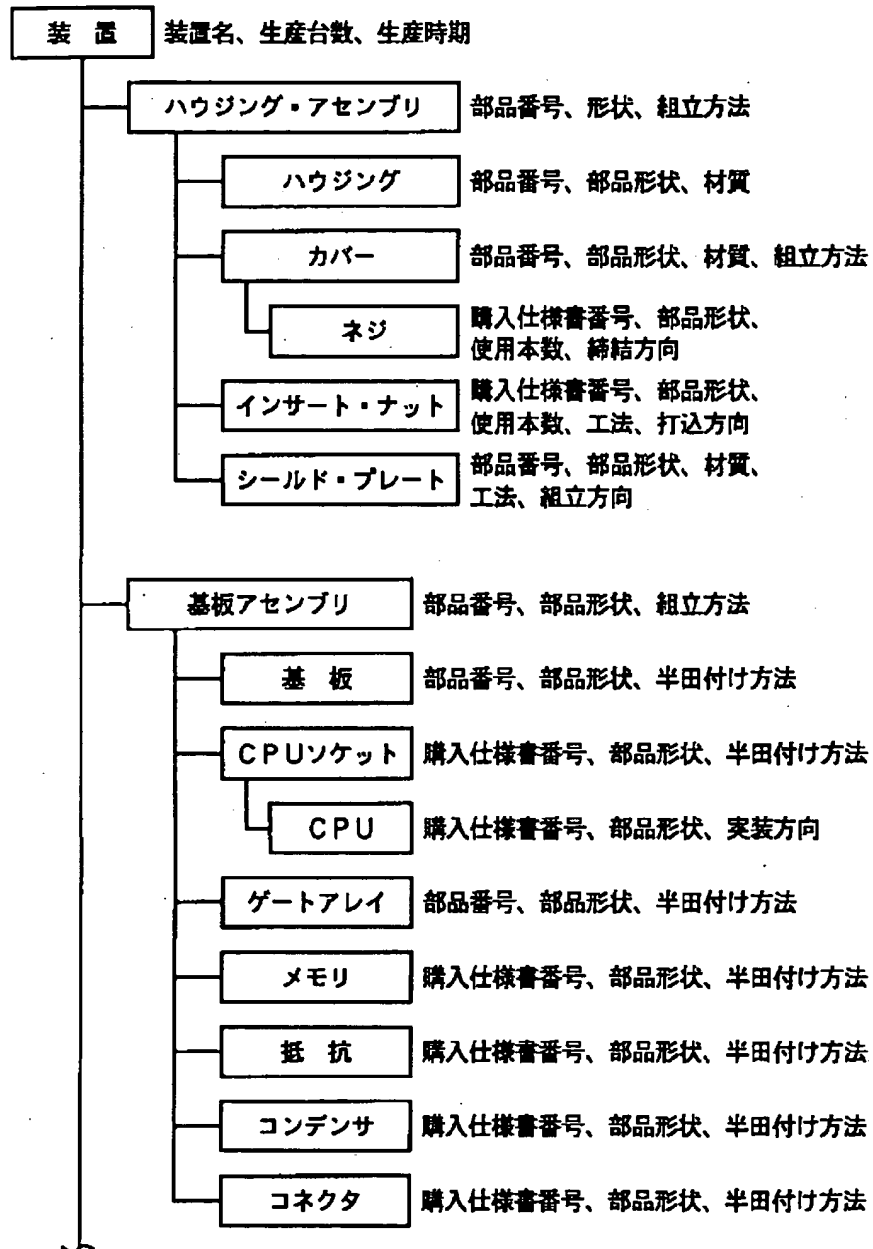 装 置 装置名、生産台数、生産時期
ハウジング・アセンブリ 部品番号、形状、組立方法
ハウジング 部品番号、部品形状、材質
カバー 部品番号、部品形状、材質、組立方法
ネジ 購入仕様書番号、部品形状、
使用本数、締結方向
インサート・ナット 購入仕様書番号、部品形状、
使用本数、工法、打込方向
シールド・プレート 部品番号、部品形状、材質、
工法、組立方向
基板アセンブリ 部品番号、部品形状、組立方法
基 板 部品番号、部品形状、半田付け方法
CPUソケット 購入仕様書番号、部品形状、半田付け方法
CPU 購入仕様書番号、部品形状、実装方向
ゲートアレイ 部品番号、部品形状、半田付け方法
メモリ 購入仕様書番号、部品形状、半田付け方法
抵 抗 購入仕様書番号、部品形状、半田付け方法
コンデンサ 購入仕様書番号、部品形状、半田付け方法
コネクタ 購入仕様書番号、部品形状、半田付け方法